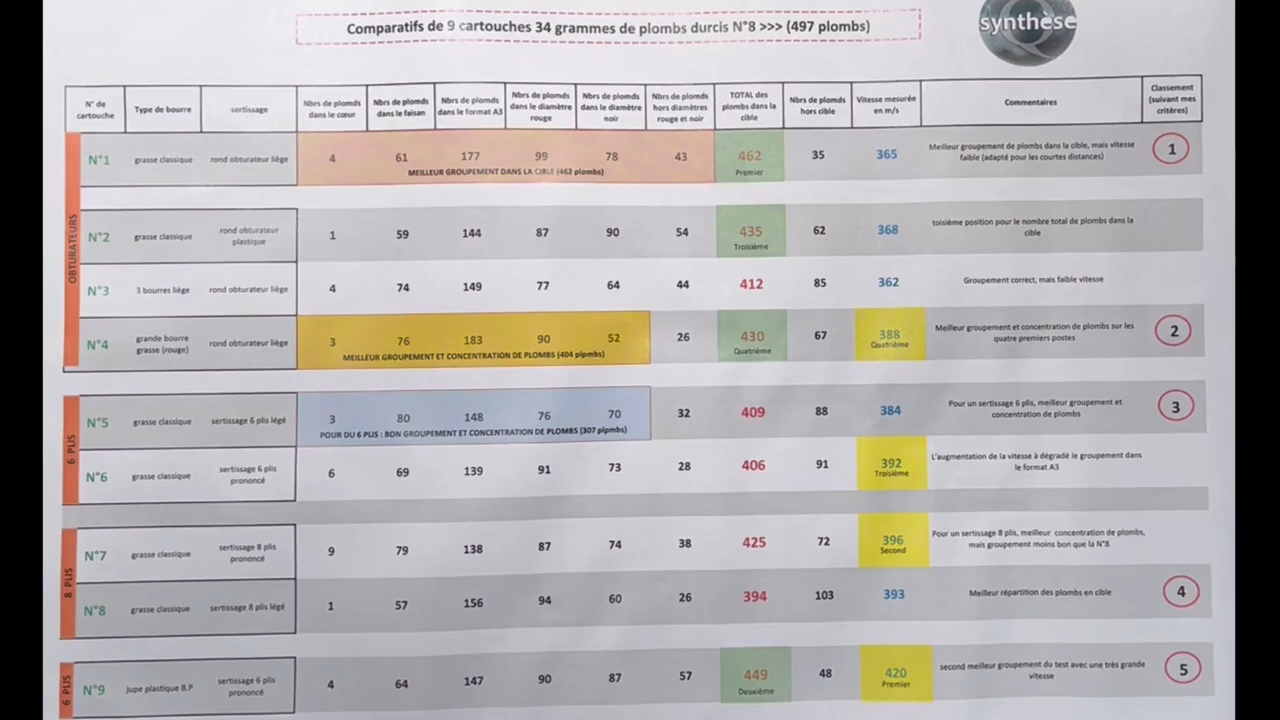 Comparatifs de 9 cartouches 34 grammes de plombs durcis N°8 >>> (497 plombs)
synthèse
N° de cartouche Type de bourre sertissage Nbrs de plomds dans le cœur Nbrs de plomds dans le faisan Nbrs de plomds dans le format A3 Nbrs de plomds dans le diamètre rouge Nbrs de plomds dans le diamètre noir Nbrs de plomds hors diamètres rouge et noir TOTAL des plombs dans la cible Nbrs de plomds hors cible Vitesse mesurée en m/s Commentaires Classement (suivant mes critères)
OBTURATEURS
N°1 grasse classique rond obturateur liège 4 61 177 99 78 43 462 Premier 35 365 Meilleur groupement de plombs dans la cible, mais vitesse faible (adapté pour les courtes distances) 1
MEILLEUR GROUPEMENT DANS LA CIBLE (462 plombs)
N°2 grasse classique rond obturateur plastique 1 59 144 87 90 54 435 Troisième 62 368 toisième position pour le nombre total de plombs dans la cible
N°3 3 bourres liège rond obturateur liège 4 74 149 77 64 44 412 85 362 Groupement correct, mais faible vitesse
N°4 grande bourre grasse (rouge) rond obturateur liège 3 76 183 90 52 26 430 Quatrième 67 388 Quatrième Meilleur groupement et concentration de plombs sur les quatre premiers postes 2
MEILLEUR GROUPEMENT ET CONCENTRATION DE PLOMBS (404 plpmbs)
6 PLIS
N°5 grasse classique sertissage 6 plis légé 3 80 148 76 70 32 409 88 384 Pour un sertissage 6 plis, meilleur groupement et concentration de plombs 3
POUR DU 6 PLIS : BON GROUPEMENT ET CONCENTRATION DE PLOMBS (307 plpmbs)
N°6 grasse classique sertissage 6 plis prononcé 6 69 139 91 73 28 406 91 392 Troisième L'augmentation de la vitesse à dégradé le groupement dans le format A3
8 PLIS
N°7 grasse classique sertissage 8 plis prononcé 9 79 138 87 74 38 425 72 396 Second Pour un sertissage 8 plis, meilleur concentration de plombs, mais groupement moins bon que la N°8
N°8 grasse classique sertissage 8 plis légé 1 57 156 94 60 26 394 103 393 Meilleur répartition des plombs en cible 4
6 PLIS
N°9 jupe plastique B.P sertissage 6 plis prononcé 4 64 147 90 87 57 449 Deuxième 48 420 Premier second meilleur groupement du test avec une très grande vitesse 5